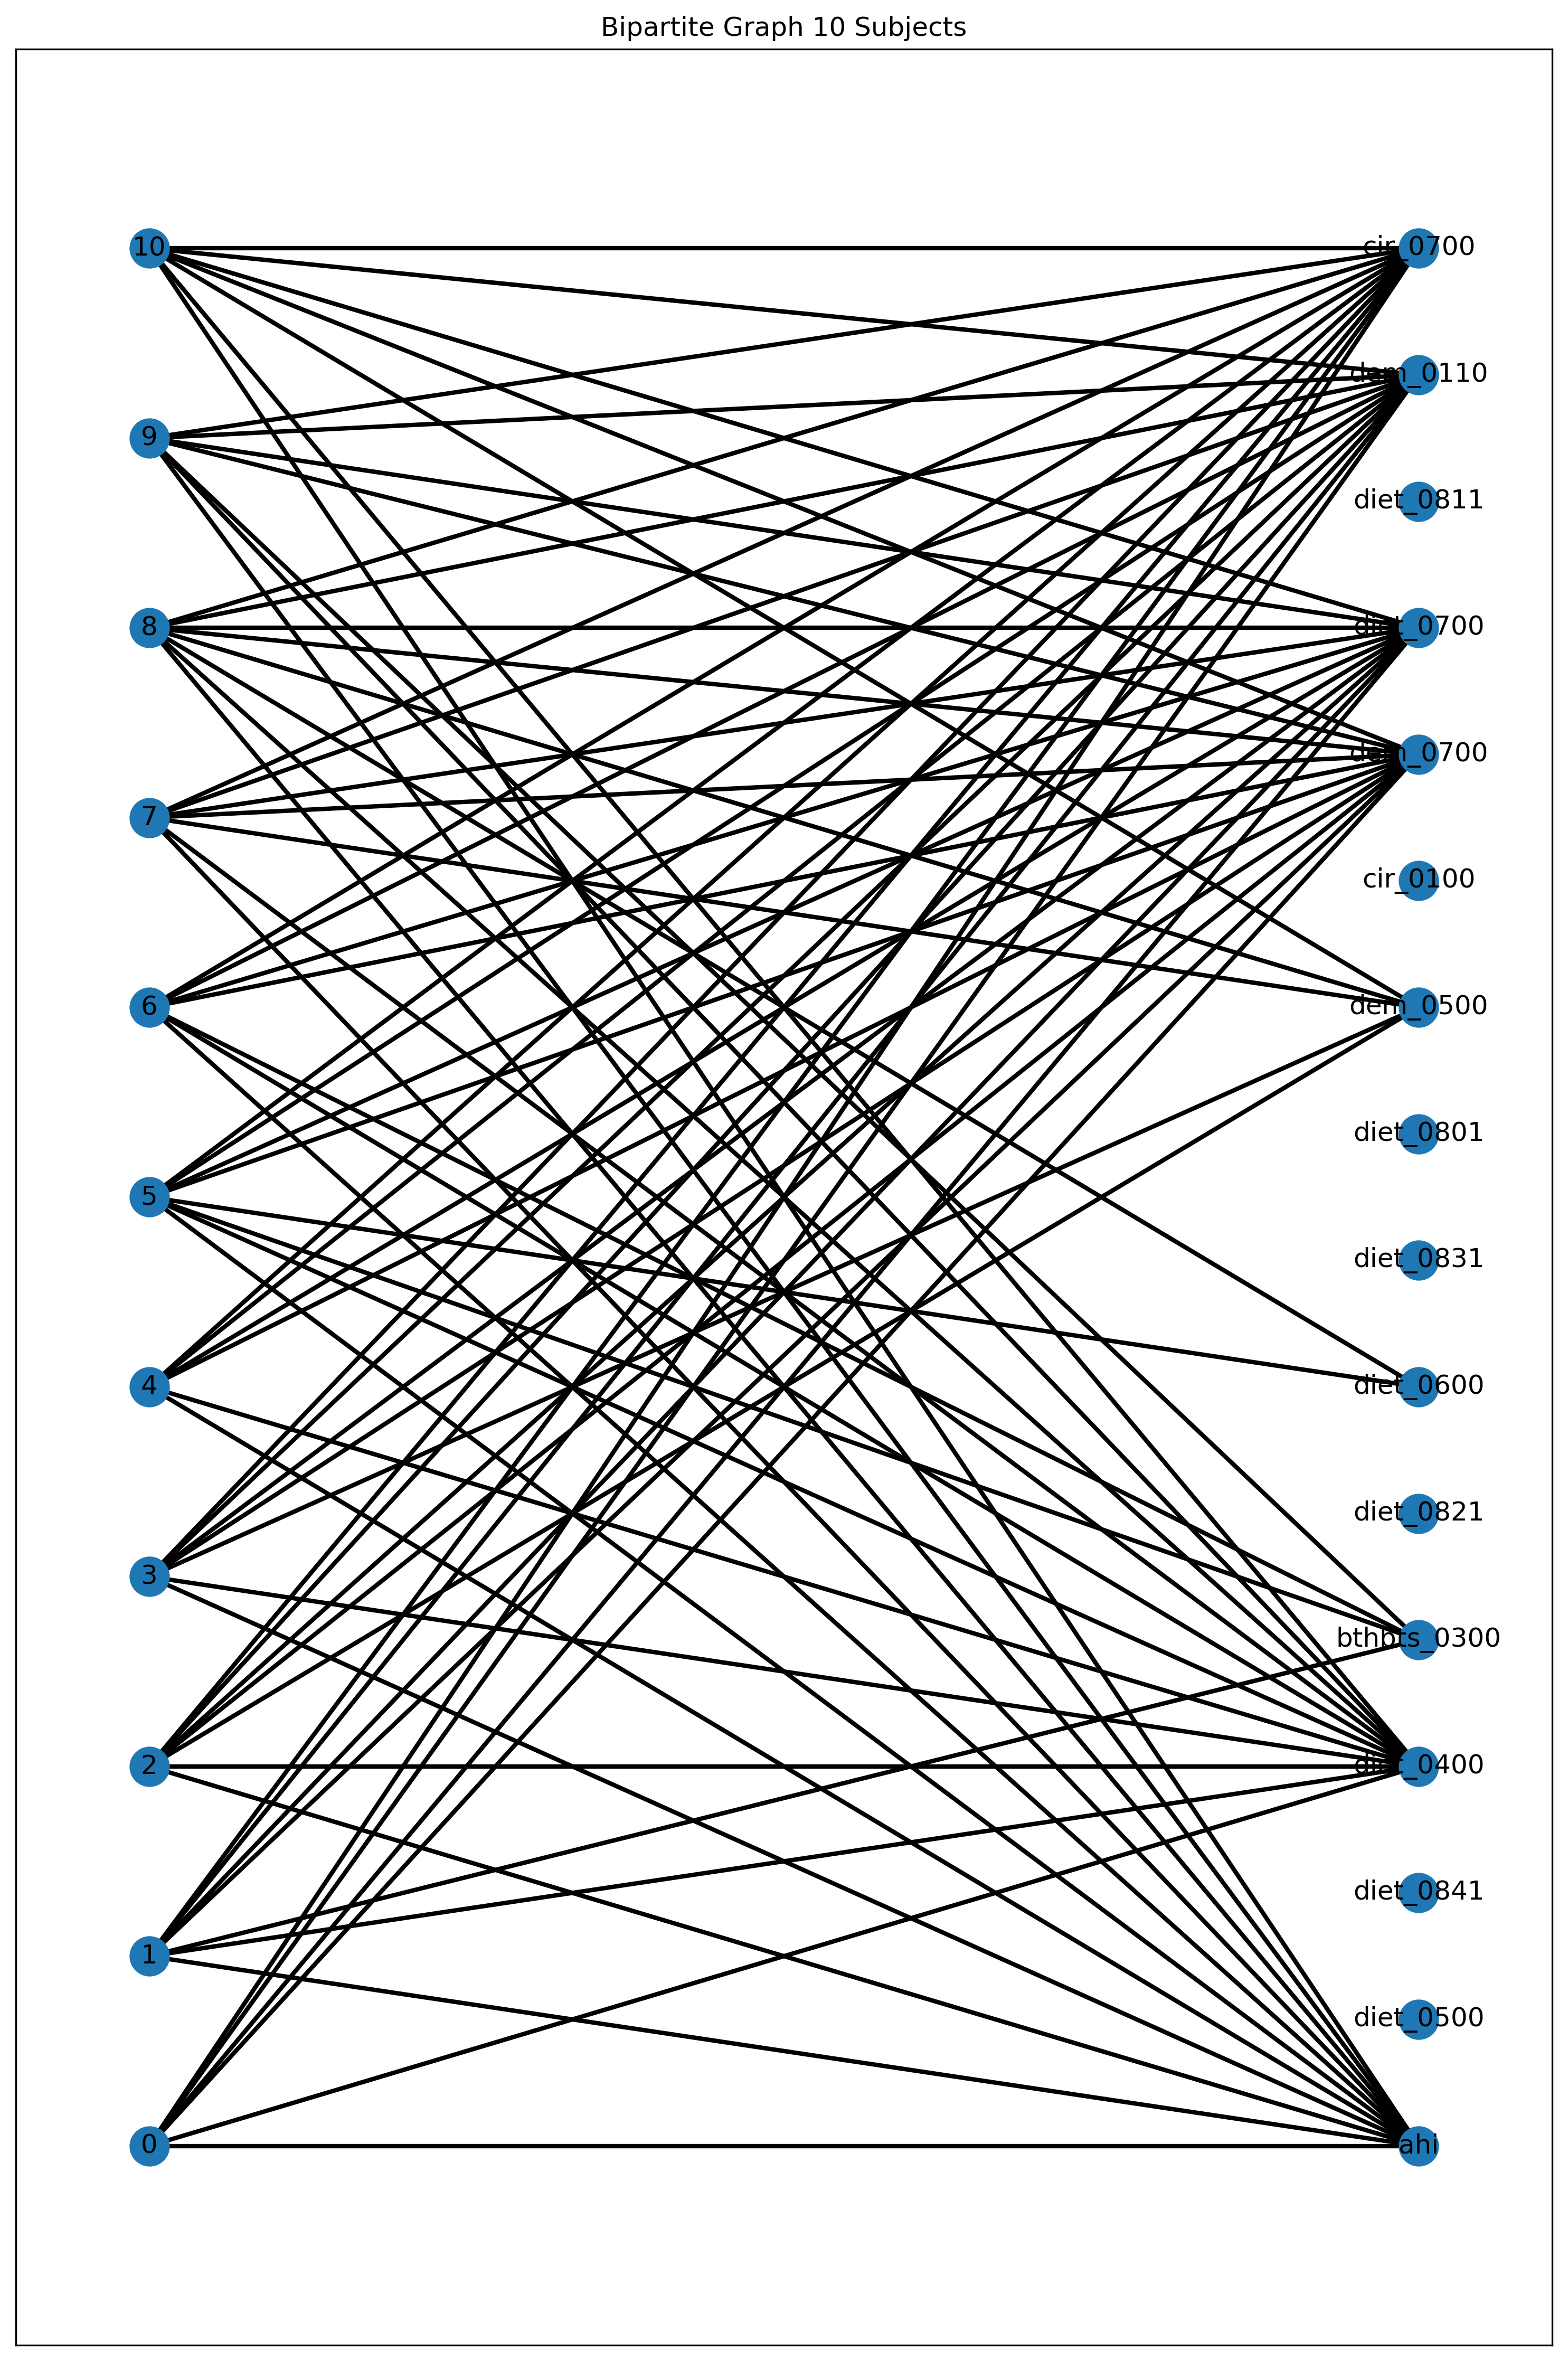 Bipartite Graph 10 Subjects
10
cir_0700
dem_0110
9
diet_0811
8
diet_0700
dem_0700
7
cir_0100
6
dem_0500
diet_0801
5
diet_0831
4
diet_0600
diet_0821
3
bthbts_0300
2
diet_0400
diet_0841
1
diet_0500
0
ahi